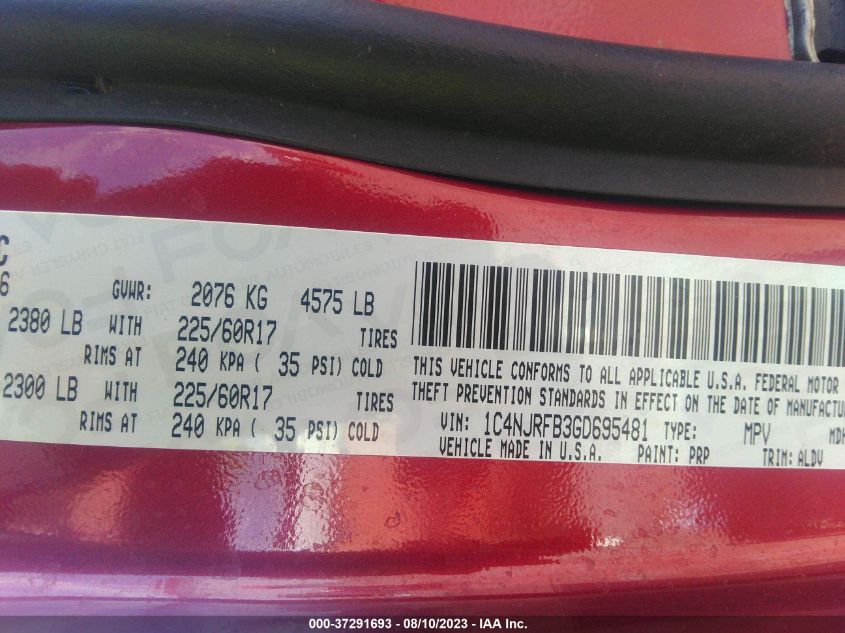 C
6
GVWR: 2076 KG 4575 LB
2380 LB WITH 225/60R17 TIRES
RIMS AT 240 KPA ( 35 PSI) COLD
2300 LB WITH 225/60R17 TIRES
RIMS AT 240 KPA ( 35 PSI) COLD
THIS VEHICLE CONFORMS TO ALL APPLICABLE U.S.A. FEDERAL MOTOR
THEFT PREVENTION STANDARDS IN EFFECT ON THE DATE OF MANUFACTU
VIN: 1C4NJRFB3GD695481 TYPE: MPV MDH
VEHICLE MADE IN U.S.A. PAINT: PRP TRIM: ALDV
000-37291693 - 08/10/2023 - IAA Inc.